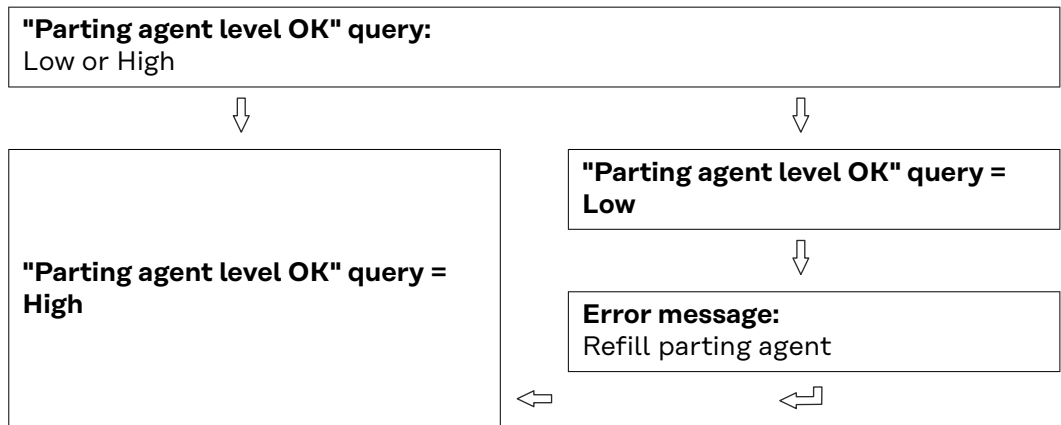 "Parting agent level OK" query:
Low or High
"Parting agent level OK" query =
High
"Parting agent level OK" query =
Low
Error message:
Refill parting agent